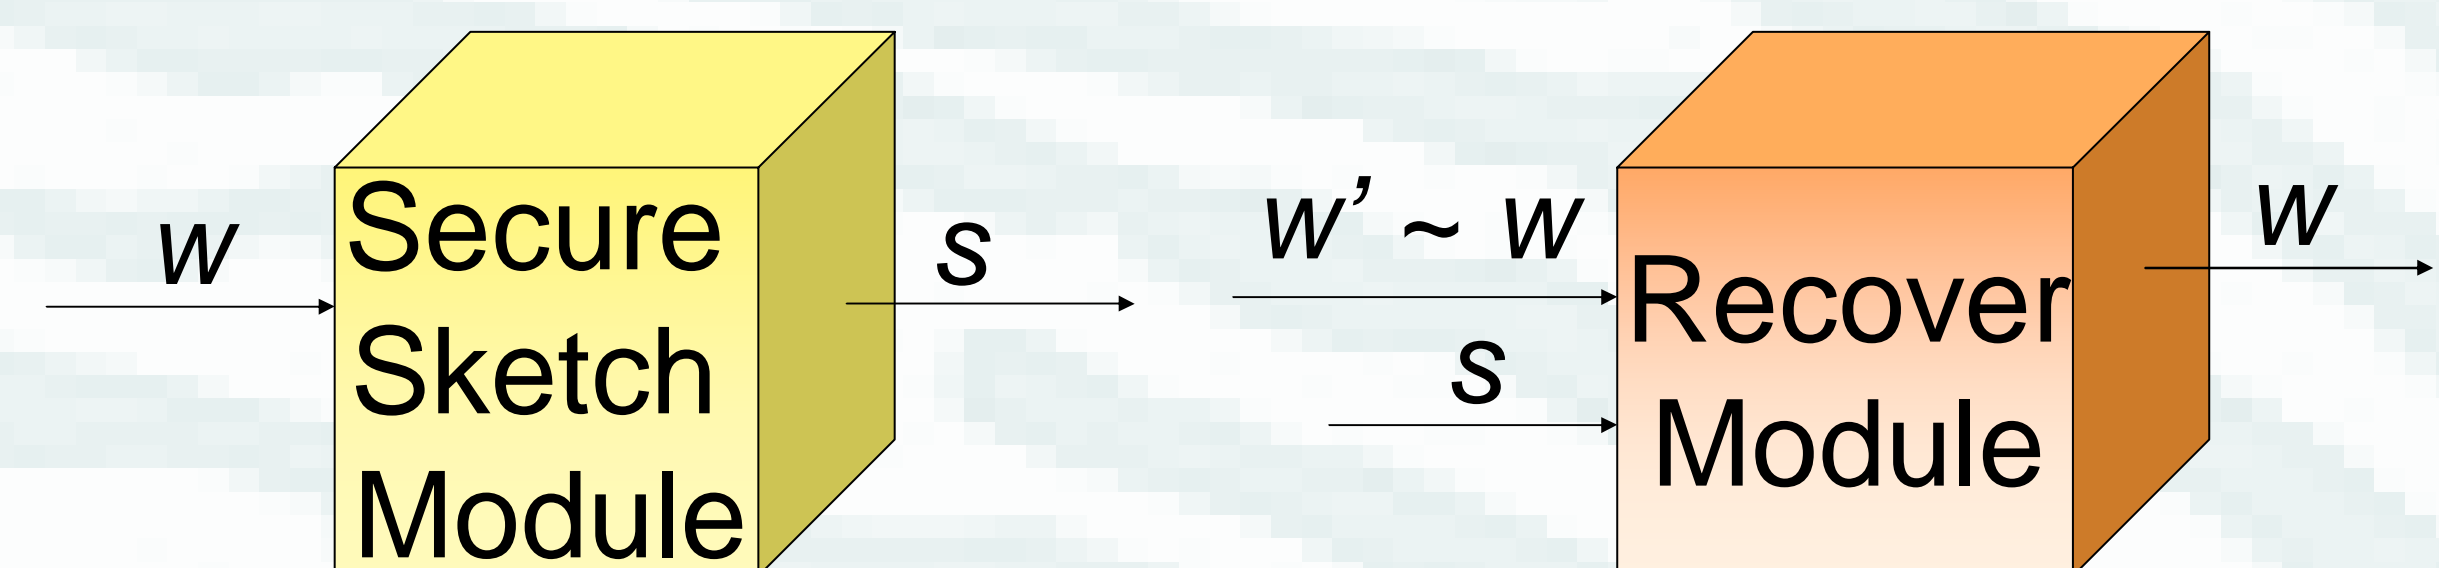 w
Secure
Sketch
Module
s
w’ ~ w
s
Recover
Module
w